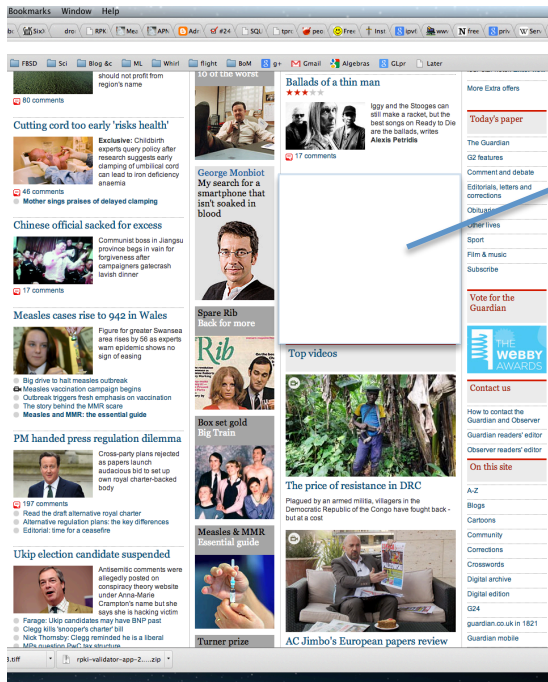 Bookmarks Window Help
FBSD Sci Blog &c ML Whirl flight BoM g+ Gmail Algebras GLpr Later
should not profit from
region's name
80 comments
Cutting cord too early 'risks health'
Exclusive: Childbirth
experts query policy after
research suggests early
clamping of umbilical cord
can lead to iron deficiency
anaemia
46 comments
Mother sings praises of delayed clamping
Chinese official sacked for excess
Communist boss in Jiangsu
province begs in vain for
forgiveness after
campaigners gatecrash
lavish dinner
17 comments
Measles cases rise to 942 in Wales
Figure for greater Swansea
area rises by 56 as experts
warn epidemic shows no
sign of easing
Big drive to halt measles outbreak
Measles vaccination campaign begins
Outbreak triggers fresh emphasis on vaccination
The story behind the MMR scare
Measles and MMR: the essential guide
PM handed press regulation dilemma
Cross-party plans rejected
as papers launch
audacious bid to set up
own royal charter-backed
body
197 comments
Read the draft alternative royal charter
Alternative regulation plans: the key differences
Editorial: time for a ceasefire
Ukip election candidate suspended
Antisemitic comments were
allegedly posted on
conspiracy theory website
under Anna-Marie
Crampton's name but she
says she is hacking victim
Farage: Ukip candidates may have BNP past
Clegg kills 'snooper's charter' bill
Nick Thornsby: Clegg reminded he is a liberal
MPs question PwC tax structure
10 of the worst
George Monbiot
My search for a
smartphone that
isn't soaked in
blood
Spare Rib
Back for more
Rib
Box set gold
Big Train
Measles & MMR
Essential guide
Turner prize
Ballads of a thin man
Iggy and the Stooges can
still make a racket, but the
best songs on Ready to Die
are the ballads, writes
Alexis Petridis
17 comments
Top videos
The price of resistance in DRC
Plagued by an armed militia, villagers in the
Democratic Republic of the Congo have fought back -
but at a cost
AC Jimbo's European papers review
More Extra offers
Today's paper
The Guardian
G2 features
Comment and debate
Editorials, letters and
corrections
Obituaries
Other lives
Sport
Film & music
Subscribe
Vote for the
Guardian
THE
WEBBY
AWARDS
Contact us
How to contact the
Guardian and Observer
Guardian readers' editor
Observer readers' editor
On this site
A-Z
Blogs
Cartoons
Community
Corrections
Crosswords
Digital archive
Digital edition
G24
guardian.co.uk in 1821
Guardian mobile
3.tiff
rpki-validator-app-2.....zip